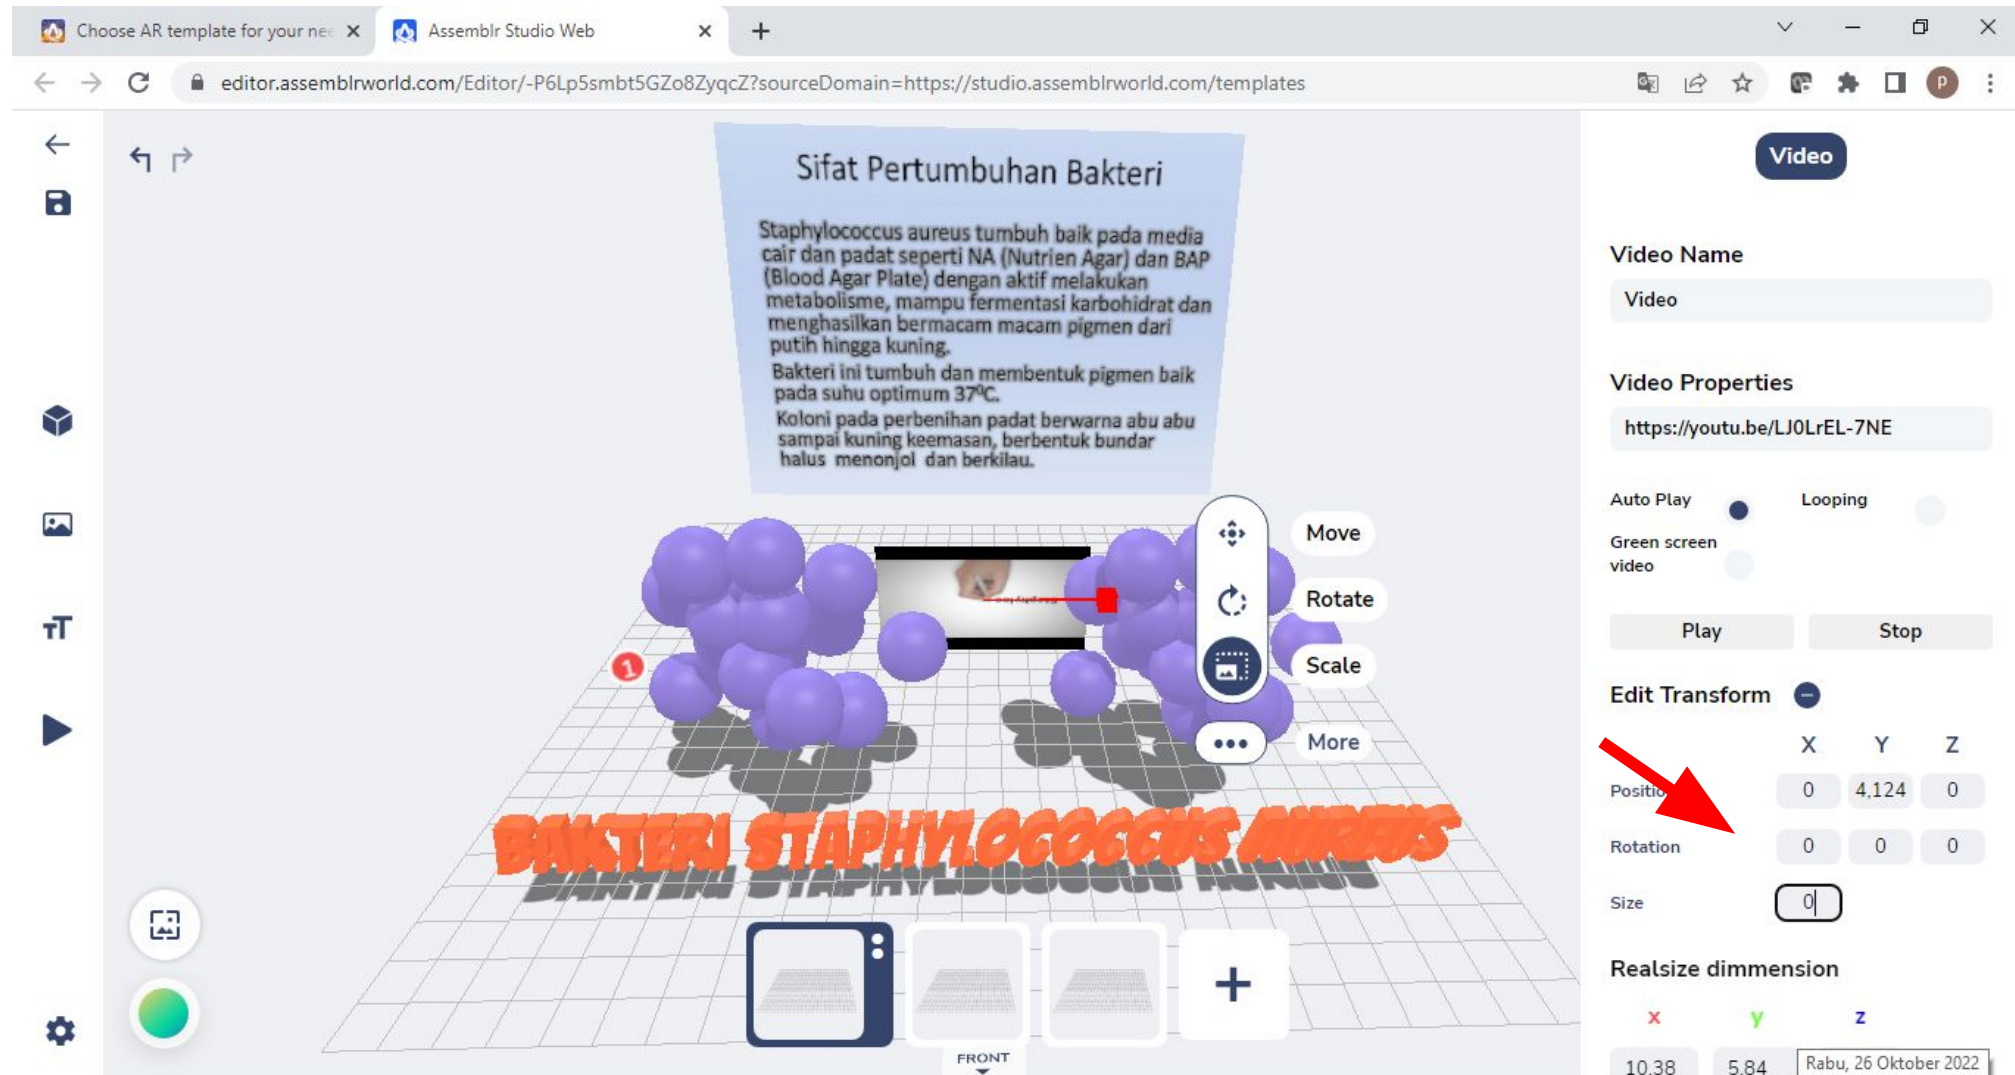 Choose AR template for your nee
Assemblr Studio Web
editor.assemblrworld.com/Editor/-P6Lp5smbt5GZo8ZyqcZ?sourceDomain=https://studio.assemblrworld.com/templates
P
Sifat Pertumbuhan Bakteri
Staphylococcus aureus tumbuh baik pada media
cair dan padat seperti NA (Nutrien Agar) dan BAP
(Blood Agar Plate) dengan aktif melakukan
metabolisme, mampu fermentasi karbohidrat dan
menghasilkan bermacam macam pigmen dari
putih hingga kuning.
Bakteri ini tumbuh dan membentuk pigmen baik
pada suhu optimum 37⁰C.
Koloni pada perbenihan padat berwarna abu abu
sampai kuning keemasan, berbentuk bundar
halus menonjol dan berkilau.
1
Move
Rotate
Scale
More
BAKTERI STAPHYLOCOCCUS AUREUS
FRONT
Video
Video Name
Video
Video Properties
https://youtu.be/LJ0LrEL-7NE
Auto Play
Looping
Green screen
video
Play
Stop
Edit Transform
X Y Z
Positio
0 4,124 0
Rotation
0 0 0
Size
0
Realsize dimmension
x y z
10.38 5.84
Rabu, 26 Oktober 2022